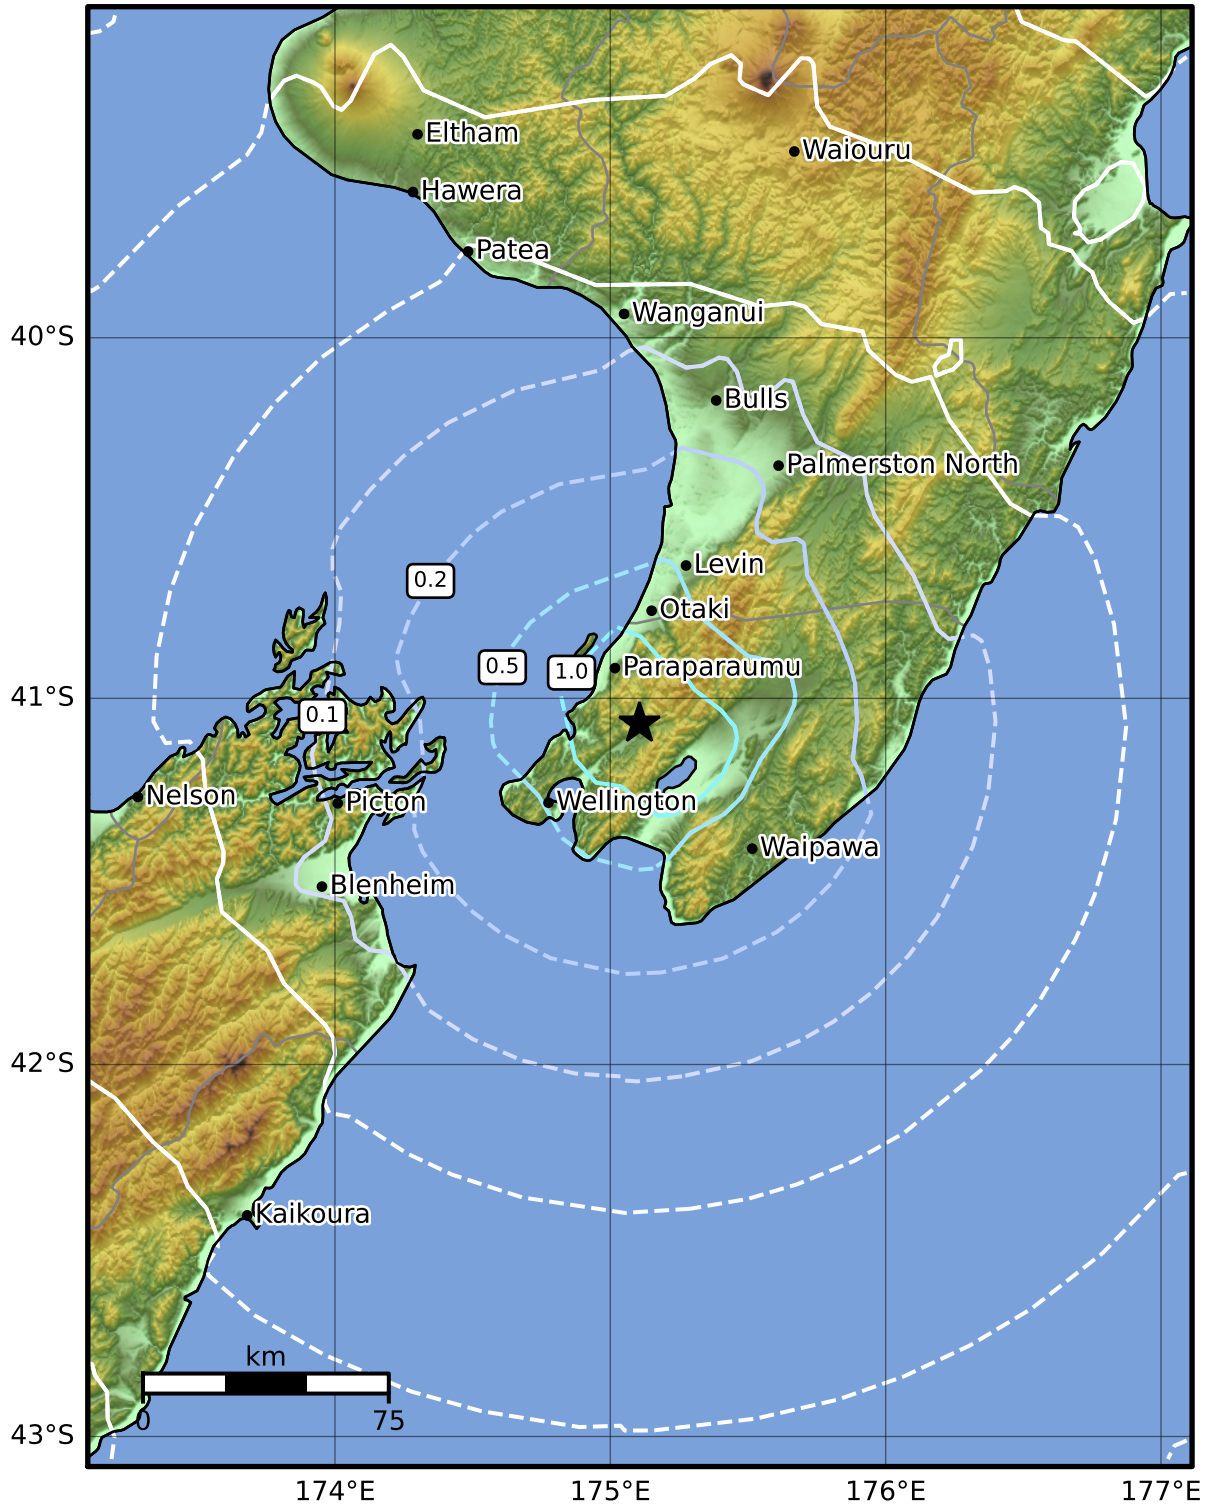 Eltham
Waiouru
Hawera
Patea
Wanganui
40°S
Bulls
Palmerston North
Levin
0.2
Otaki
0.5
1.0
Paraparaumu
41°S
0.1
Nelson
Picton
Wellington
Waipawa
Blenheim
42°S
Kaikoura
km
0
75
43°S
174°E
175°E
176°E
177°E